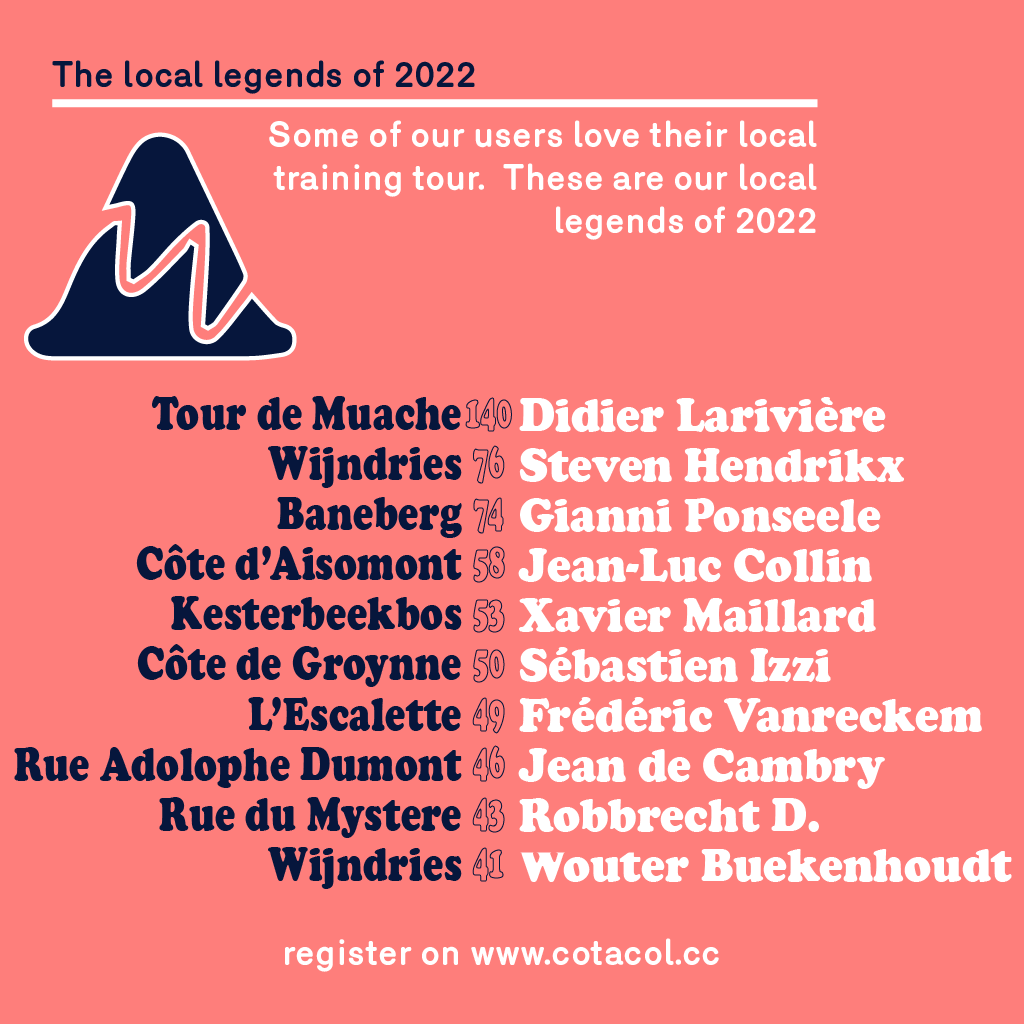 The local legends of 2022
Some of our users love their local
training tour. These are our local
legends of 2022
Tour de Muache 140 Didier Larivière
Wijndries 76 Steven Hendrikx
Baneberg 74 Gianni Ponseele
Côte d'Aisomont 58 Jean-Luc Collin
Kesterbeekbos 53 Xavier Maillard
Côte de Groynne 50 Sébastien Izzi
L'Escalette 49 Frédéric Vanreckem
Rue Adolophe Dumont 46 Jean de Cambry
Rue du Mystere 43 Robbrecht D.
Wijndries 41 Wouter Buekenhoudt
register on www.cotacol.cc